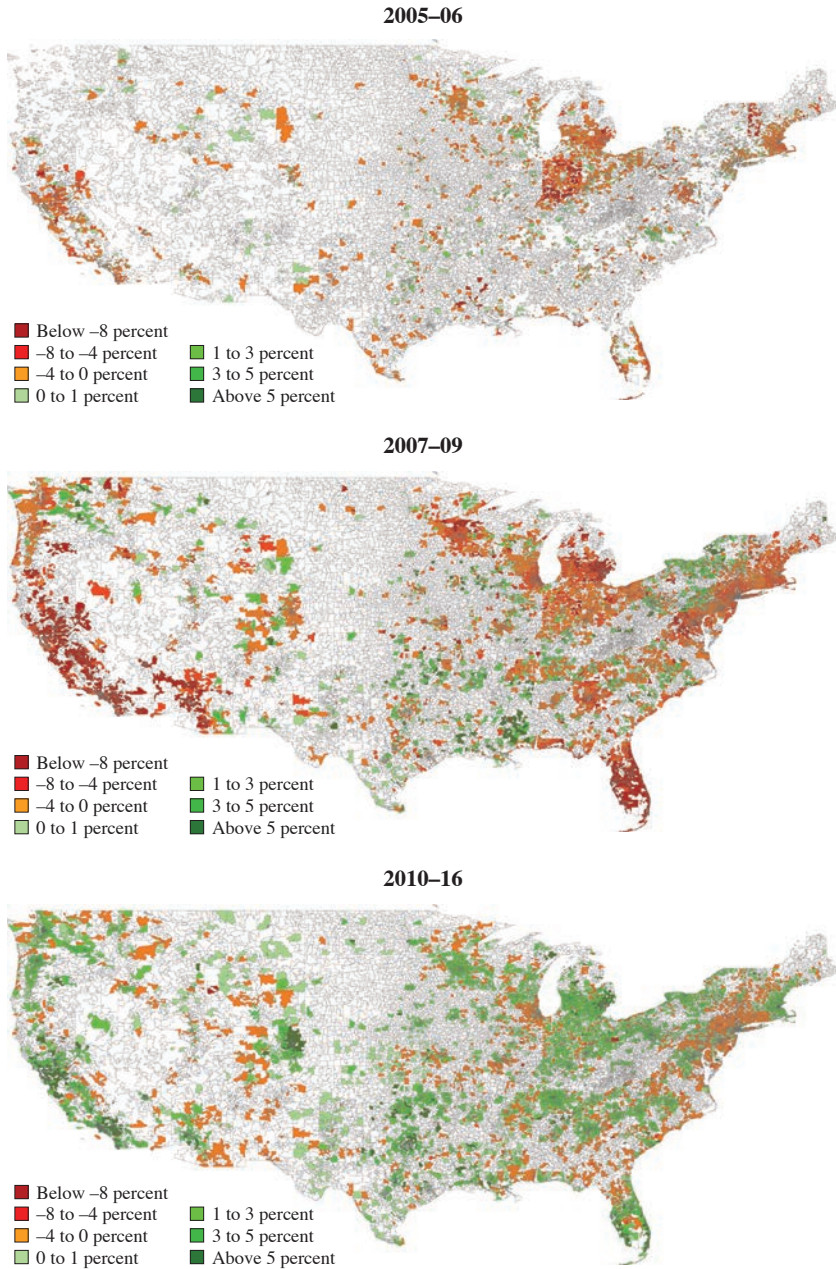 2005–06
Below –8 percent
–8 to –4 percent 1 to 3 percent
–4 to 0 percent 3 to 5 percent
0 to 1 percent Above 5 percent
2007–09
Below –8 percent
–8 to –4 percent 1 to 3 percent
–4 to 0 percent 3 to 5 percent
0 to 1 percent Above 5 percent
2010–16
Below –8 percent
–8 to –4 percent 1 to 3 percent
–4 to 0 percent 3 to 5 percent
0 to 1 percent Above 5 percent